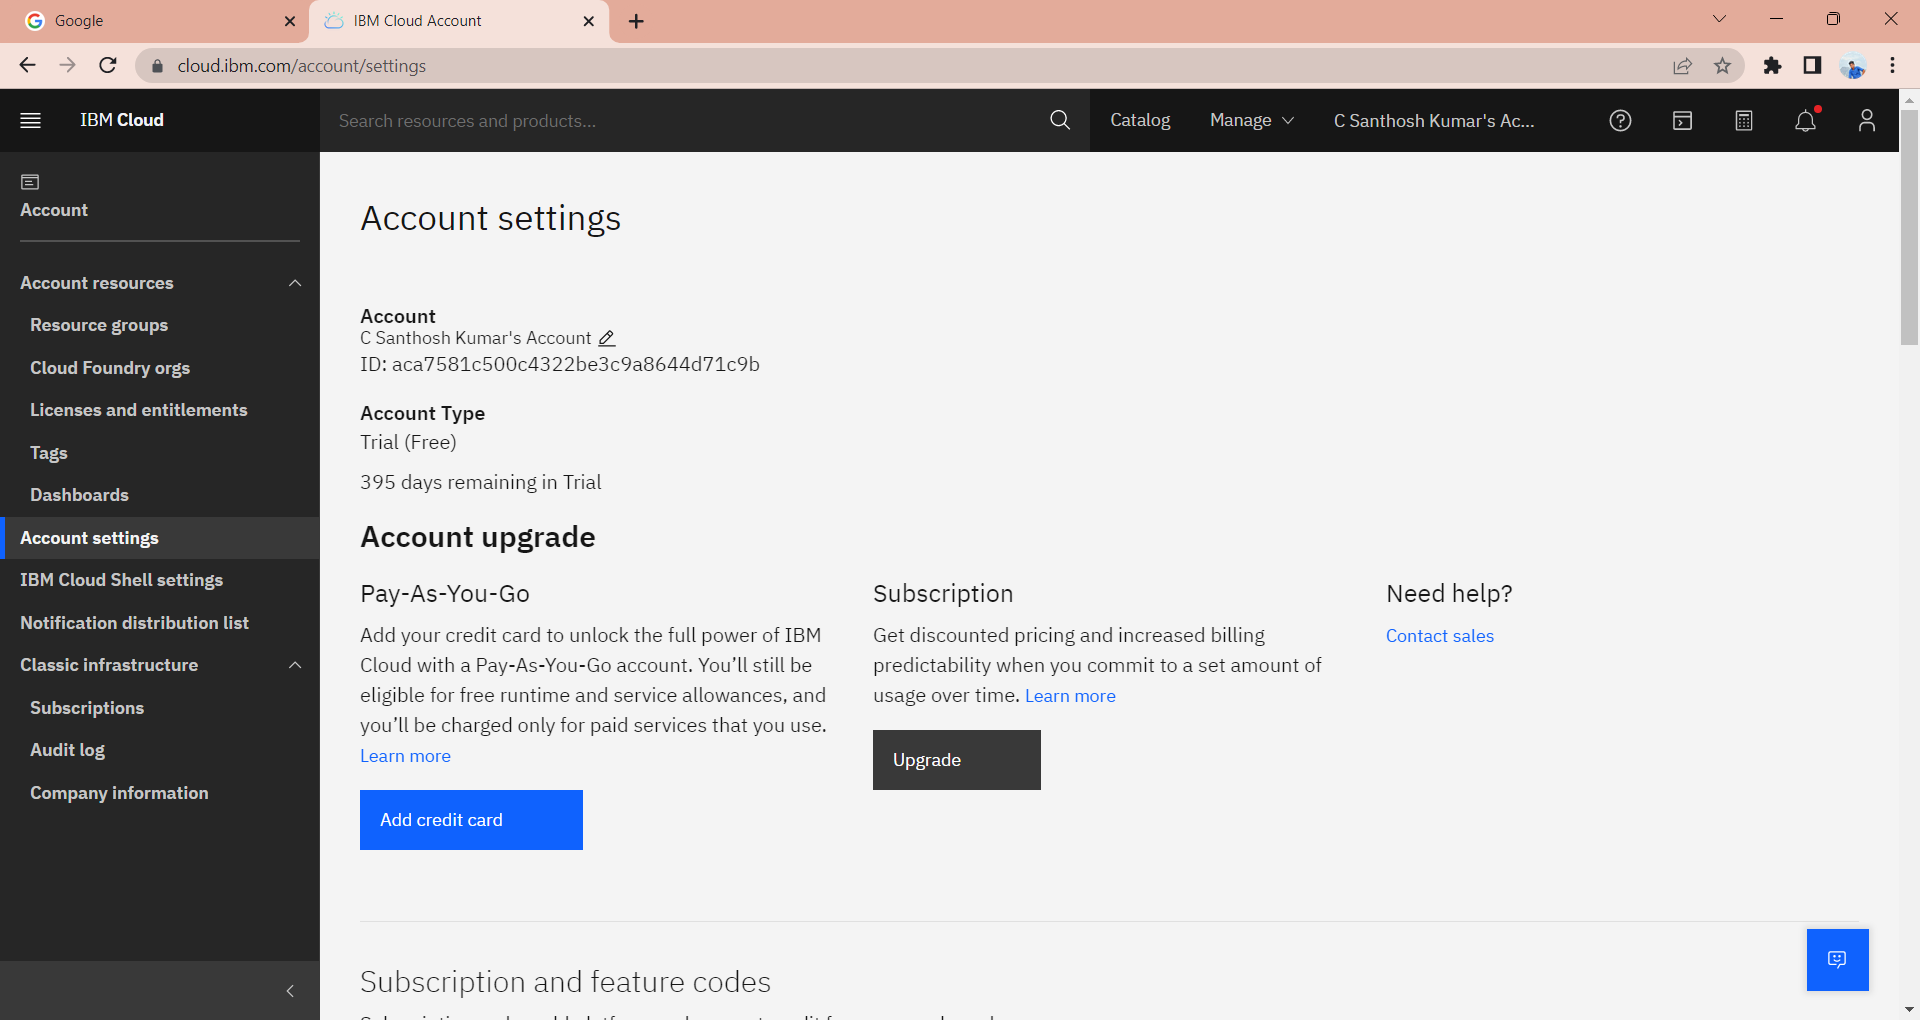 Google
IBM Cloud Account
cloud.ibm.com/account/settings
IBM Cloud
Search resources and products...
Catalog
Manage
C Santhosh Kumar's Ac...
Account
Account resources
Resource groups
Cloud Foundry orgs
Licenses and entitlements
Tags
Dashboards
Account settings
IBM Cloud Shell settings
Notification distribution list
Classic infrastructure
Subscriptions
Audit log
Company information
Account settings
Account
C Santhosh Kumar's Account
ID: aca7581c500c4322be3c9a8644d71c9b
Account Type
Trial (Free)
395 days remaining in Trial
Account upgrade
Pay-As-You-Go
Add your credit card to unlock the full power of IBM
Cloud with a Pay-As-You-Go account. You’ll still be
eligible for free runtime and service allowances, and
you’ll be charged only for paid services that you use.
Learn more
Add credit card
Subscription
Get discounted pricing and increased billing
predictability when you commit to a set amount of
usage over time. Learn more
Upgrade
Need help?
Contact sales
Subscription and feature codes